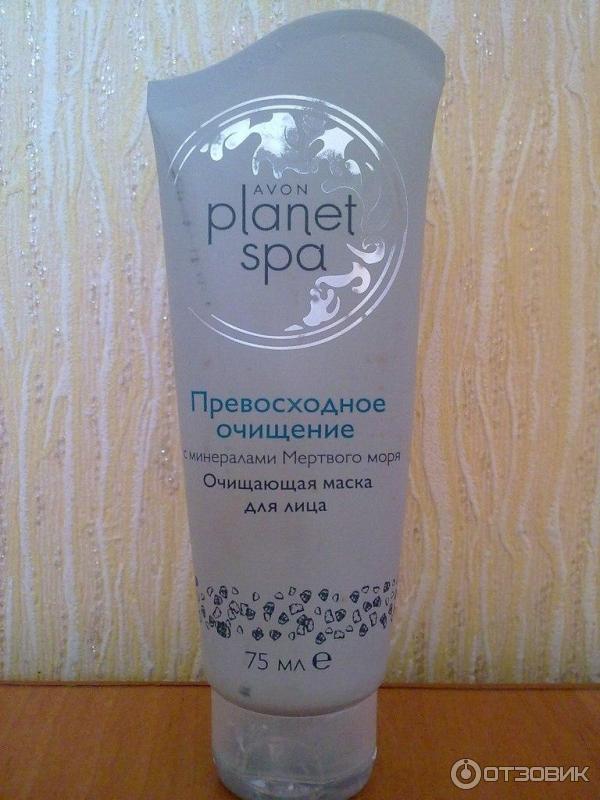 AVON
planet
spa
Превосходное
очищение
с минералами Мертвого моря
Очищающая маска
для лица
75 мл e
ОТЗОВИК